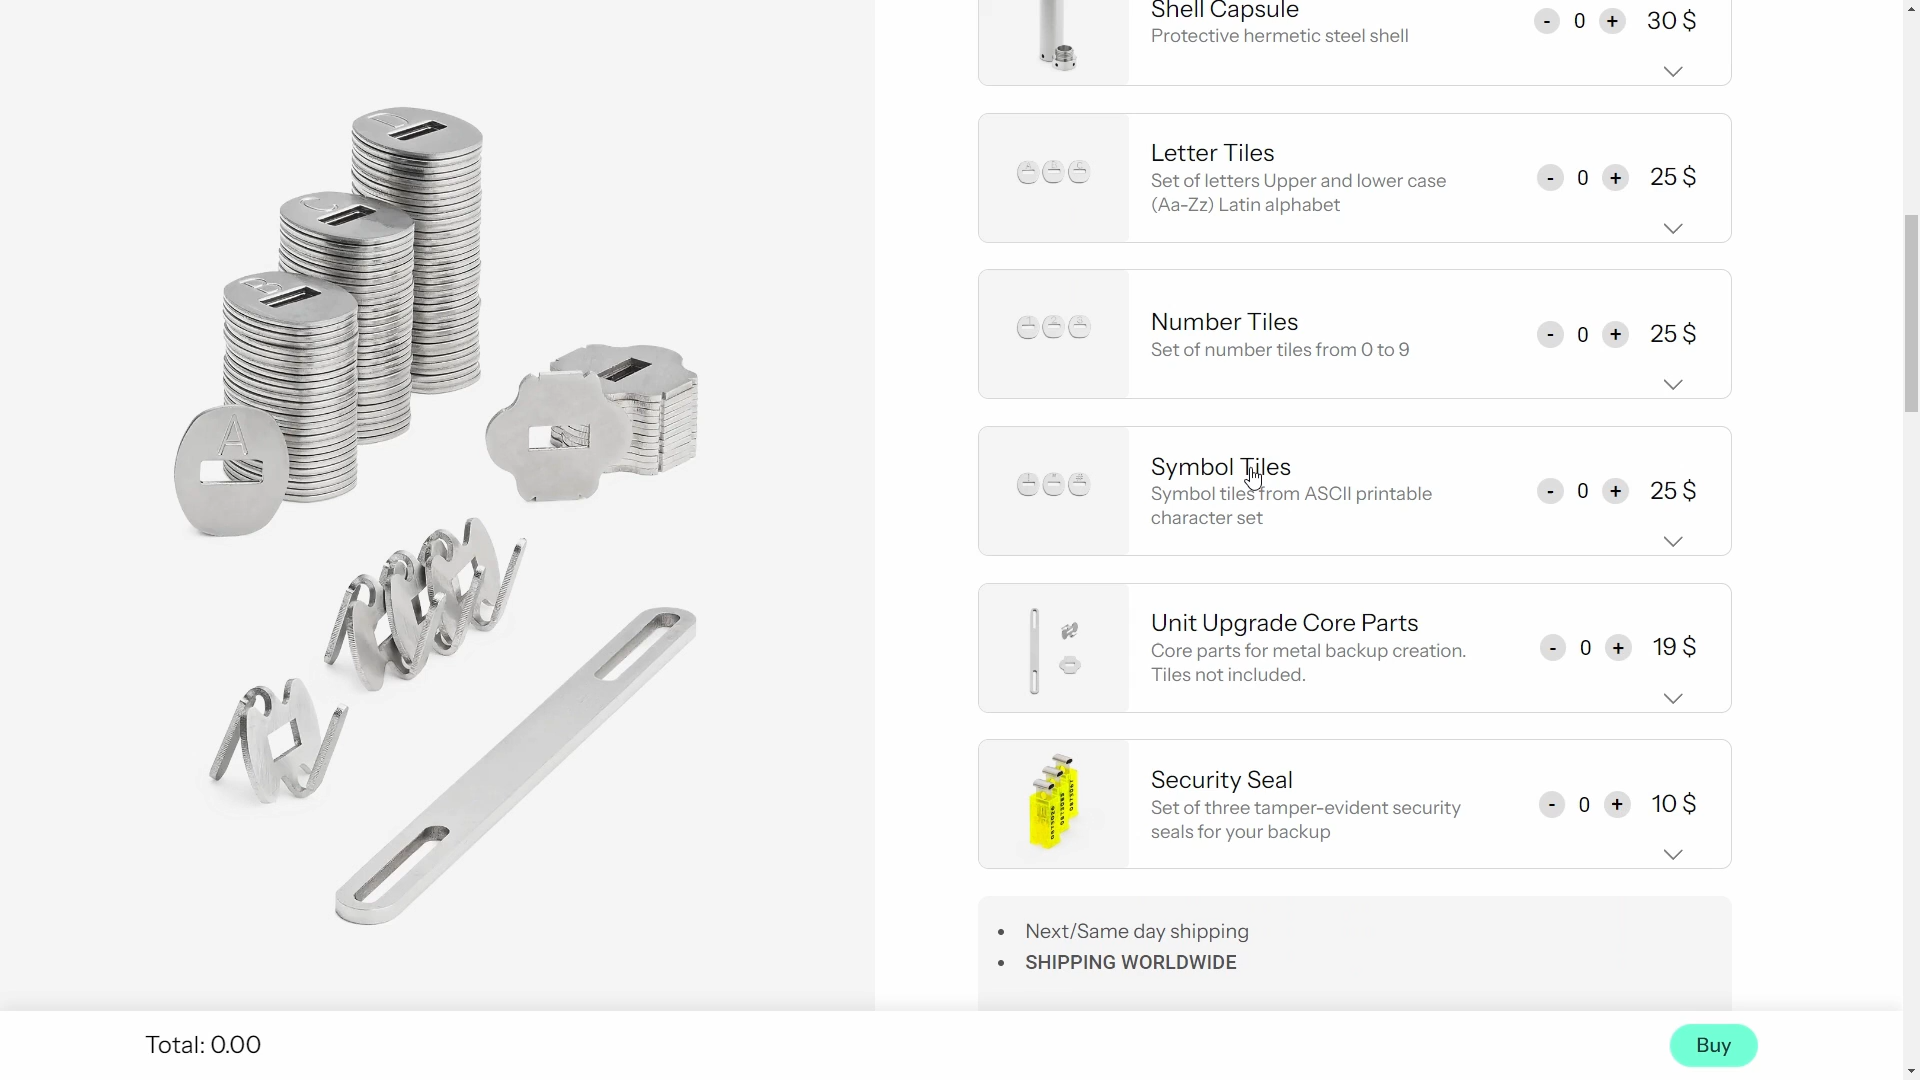 Shell Capsule
Protective hermetic steel shell
- 0 + 30 $
Letter Tiles
Set of letters Upper and lower case
(Aa-Zz) Latin alphabet
- 0 + 25 $
Number Tiles
Set of number tiles from 0 to 9
- 0 + 25 $
Symbol Tiles
Symbol tiles from ASCII printable
character set
- 0 + 25 $
Unit Upgrade Core Parts
Core parts for metal backup creation.
Tiles not included.
- 0 + 19 $
Security Seal
Set of three tamper-evident security
seals for your backup
- 0 + 10 $
• Next/Same day shipping
• SHIPPING WORLDWIDE
D
C
B
A
Total: 0.00
Buy